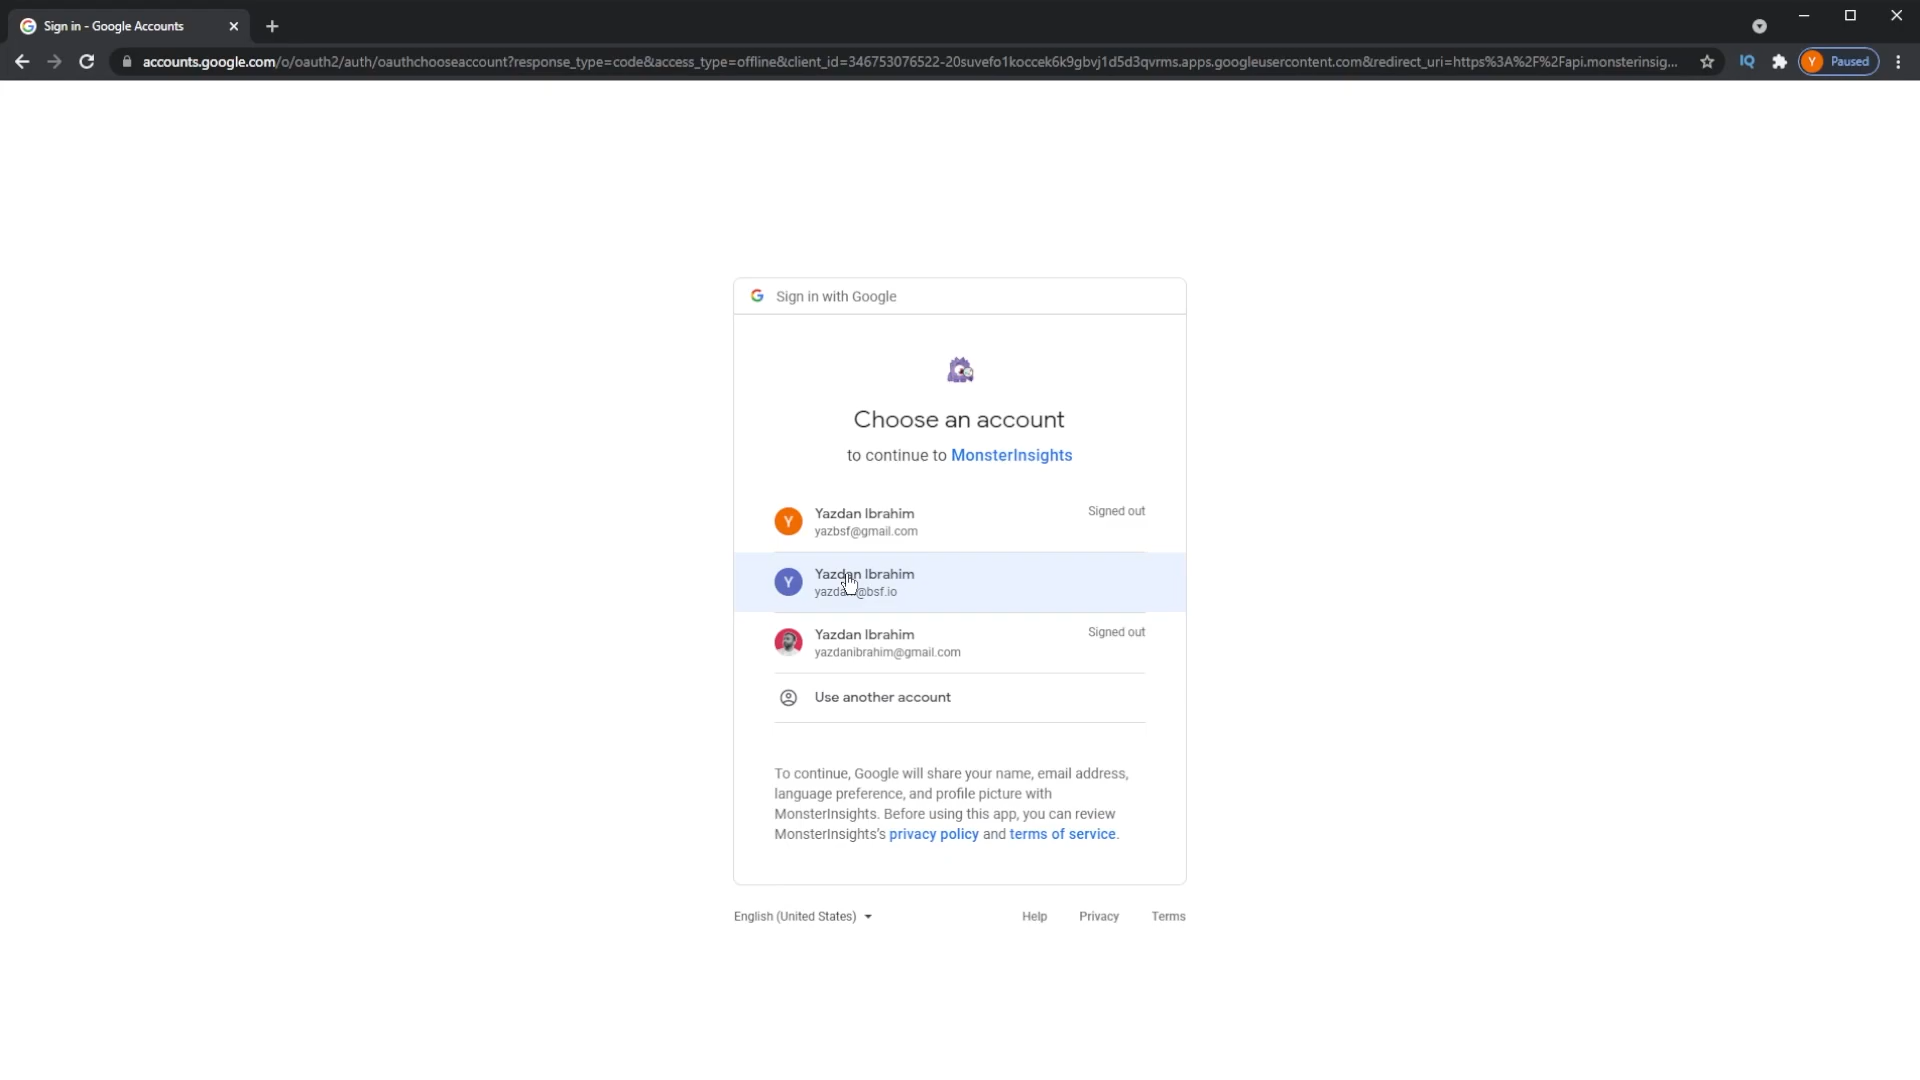 Sign in - Google Accounts
accounts.google.com/o/oauth2/auth/oauthchooseaccount?response_type=code&access_type=offline&client_id=346753076522-20suvefo1koccek6k9gbvj1d5d3qvrms.apps.googleusercontent.com&redirect_uri=https%3A%2F%2Fapi.monsterinsig...
IQ
Y Paused
G Sign in with Google
Choose an account
to continue to MonsterInsights
Y
Yazdan Ibrahim
Signed out
yazbsf@gmail.com
Y
Yazdan Ibrahim
@bsf.io
Yazdan Ibrahim
Signed out
yazdanibrahim@gmail.com
Use another account
To continue, Google will share your name, email address,
language preference, and profile picture with
MonsterInsights. Before using this app, you can review
MonsterInsights's privacy policy and terms of service.
English (United States)
Help
Privacy
Terms